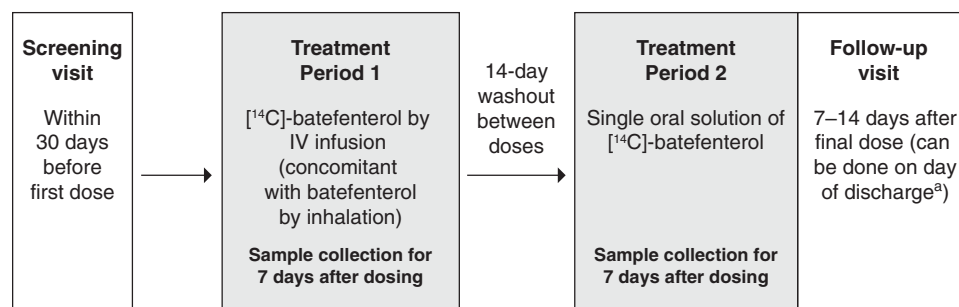 Screening
visit
Within
30 days
before
first dose
Treatment
Period 1
[¹⁴C]-batefenterol by
IV infusion
(concomitant
with batefenterol
by inhalation)
Sample collection for
7 days after dosing
14-day
washout
between
doses
Treatment
Period 2
Single oral solution of
[¹⁴C]-batefenterol
Sample collection for
7 days after dosing
Follow-up
visit
7–14 days after
final dose (can
be done on day
of dischargeᵃ)